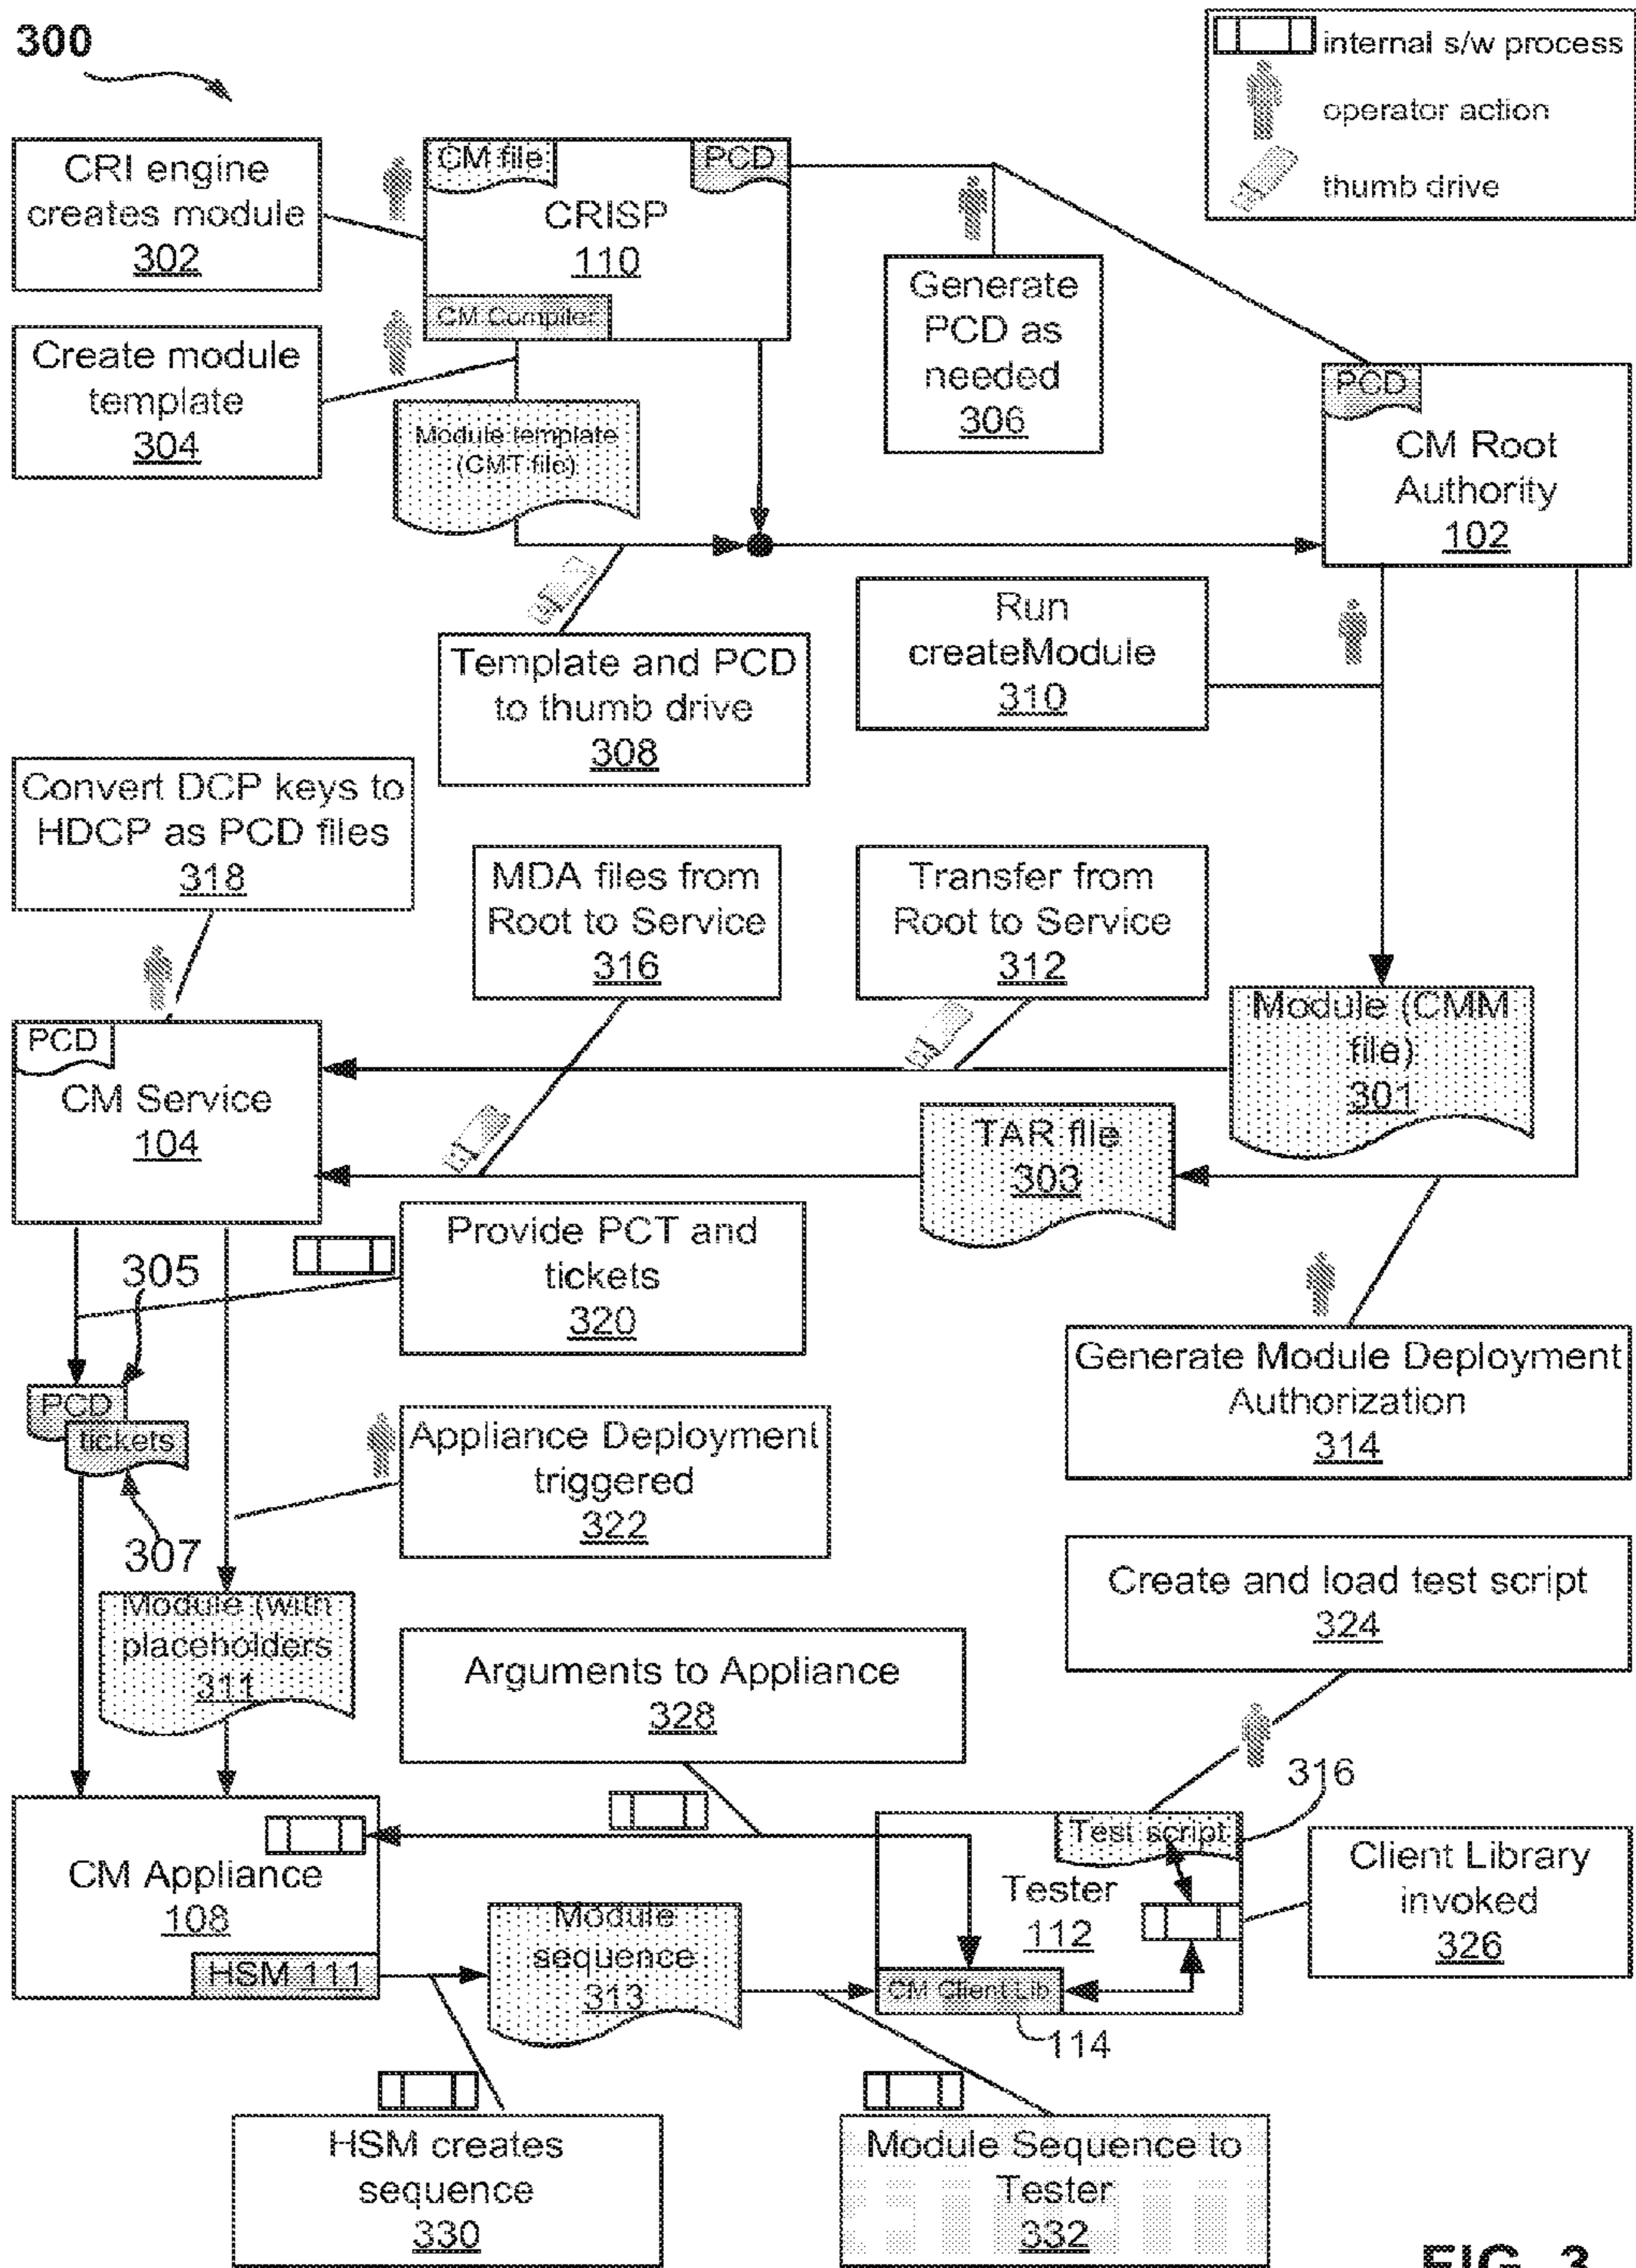 300
internal s/w process
operator action
thumb drive
CRI engine
creates module
302
CM file
PCD
CRISP
110
CM Compiler
Generate
PCD as
needed
306
Create module
template
304
Module template
(CMT file)
PCD
CM Root
Authority
102
Template and PCD
to thumb drive
308
Run
createModule
310
Convert DCP keys to
HDCP as PCD files
318
MDA files from
Root to Service
316
Transfer from
Root to Service
312
PCD
CM Service
104
Module (CMM
file)
301
TAR file
303
Provide PCT and
tickets
320
305
PCD
tickets
307
Generate Module Deployment
Authorization
314
Appliance Deployment
triggered
322
Module (with
placeholders
311
Create and load test script
324
Arguments to Appliance
328
316
Test script
CM Appliance
108
HSM 111
Module
sequence
313
Tester
112
CM Client Lib
114
Client Library
invoked
326
HSM creates
sequence
330
Module Sequence to
Tester
332
FIG. 3